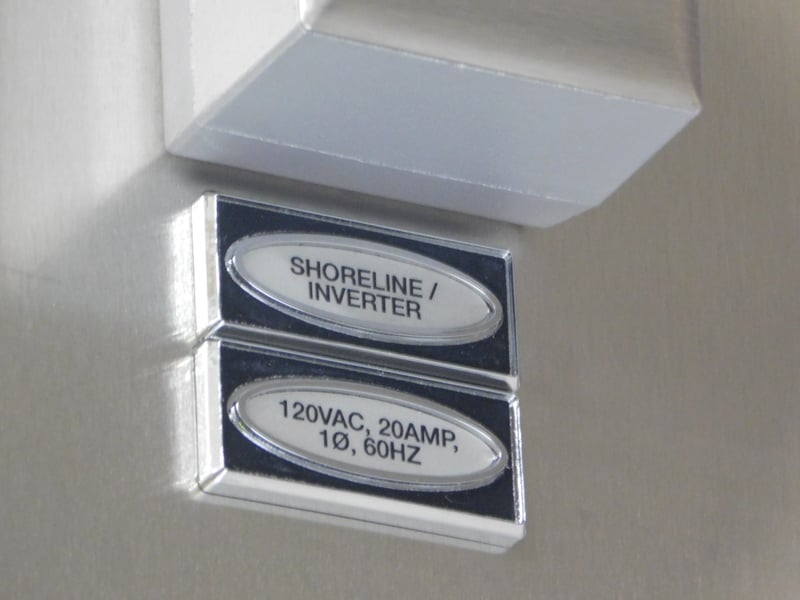 SHORELINE /
INVERTER
120VAC, 20AMP,
1Ø, 60HZ